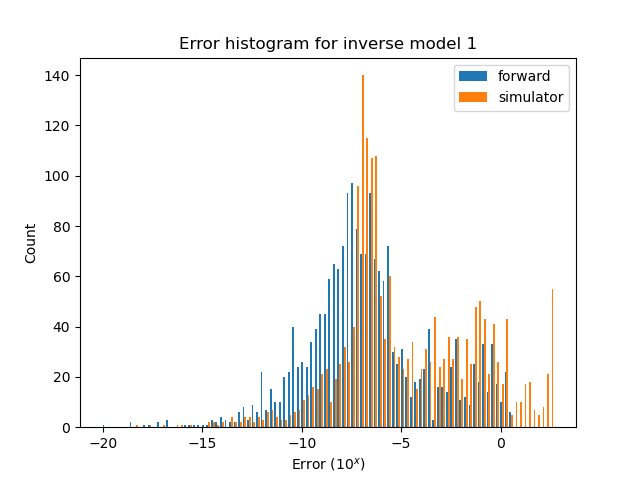 Error histogram for inverse model 1
forward
simulator
140
120
100
80
60
40
20
0
Count
−20 −15 −10 −5 0
Error (10^x)